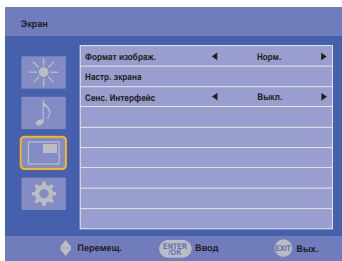 Экран
Формат изображ. Норм.
Настр. экрана
Сенс. Интерфейс Выкл.
Перемещ. ENTER /OK Ввод EXIT Вых.